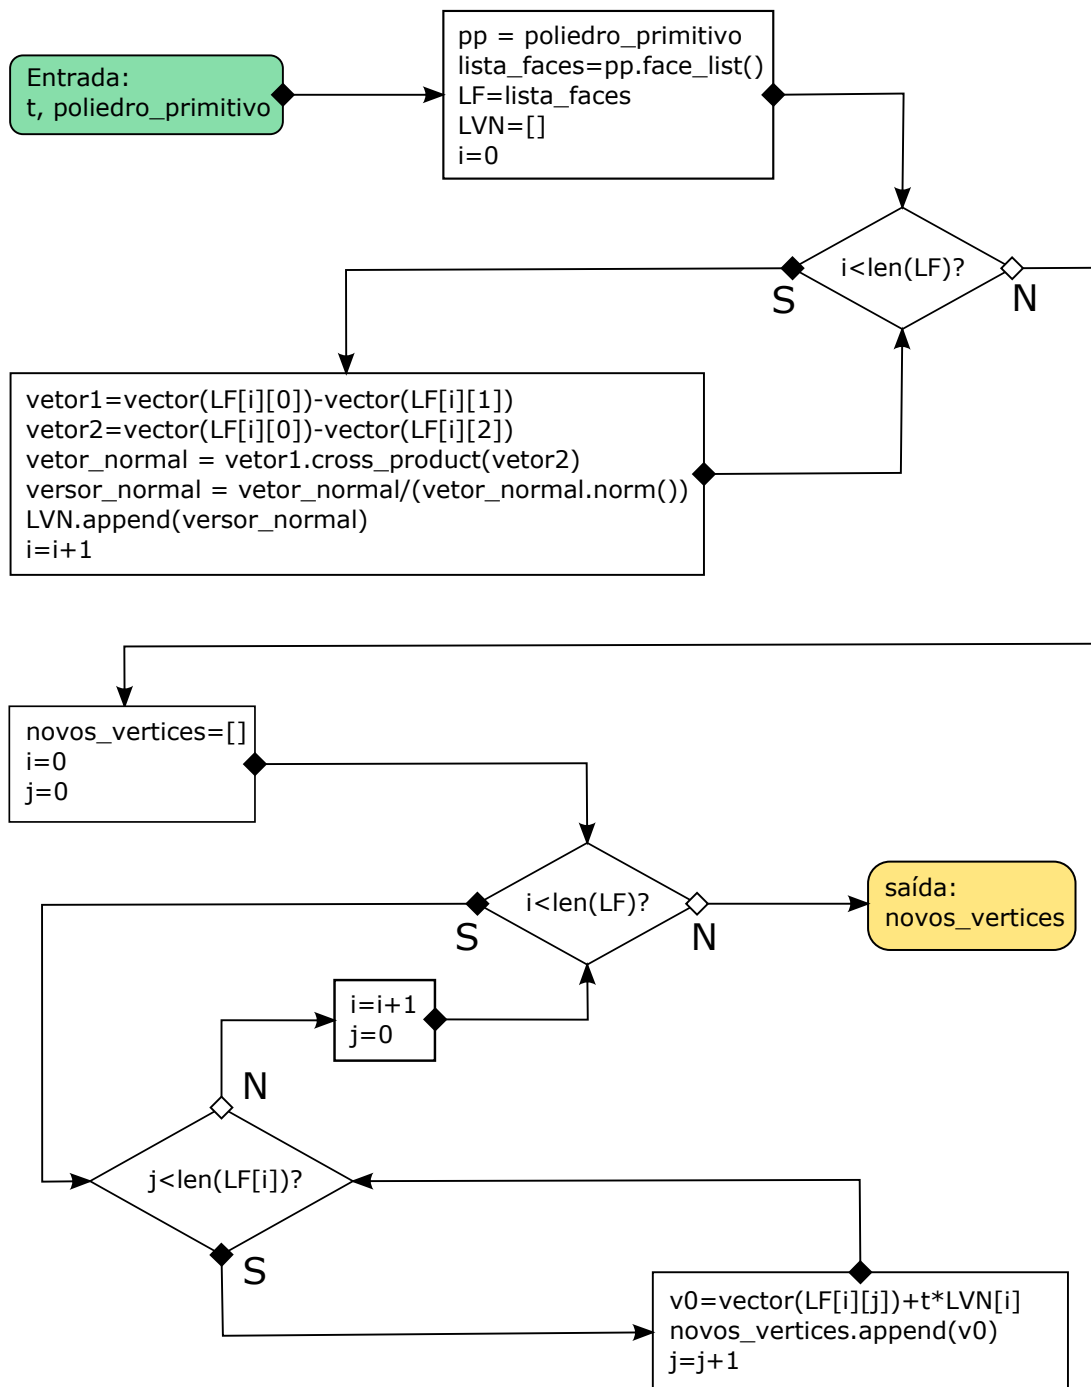 Entrada:
t, poliedro_primitivo
pp = poliedro_primitivo
lista_faces=pp.face_list()
LF=lista_faces
LVN=[]
i=0
i<len(LF)?
S
N
vetor1=vector(LF[i][0])-vector(LF[i][1])
vetor2=vector(LF[i][0])-vector(LF[i][2])
vetor_normal = vetor1.cross_product(vetor2)
versor_normal = vetor_normal/(vetor_normal.norm())
LVN.append(versor_normal)
i=i+1
novos_vertices=[]
i=0
j=0
i<len(LF)?
S
N
saída:
novos_vertices
i=i+1
j=0
N
j<len(LF[i])?
S
v0=vector(LF[i][j])+t*LVN[i]
novos_vertices.append(v0)
j=j+1